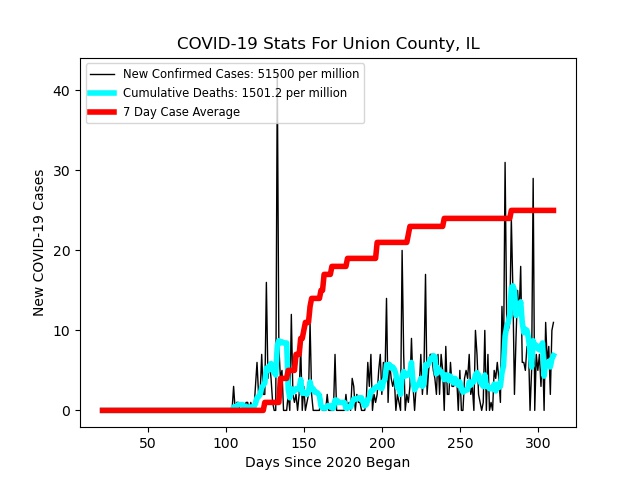 COVID-19 Stats For Union County, IL
New Confirmed Cases: 51500 per million
Cumulative Deaths: 1501.2 per million
7 Day Case Average
New COVID-19 Cases
40
30
20
10
0
50 100 150 200 250 300
Days Since 2020 Began